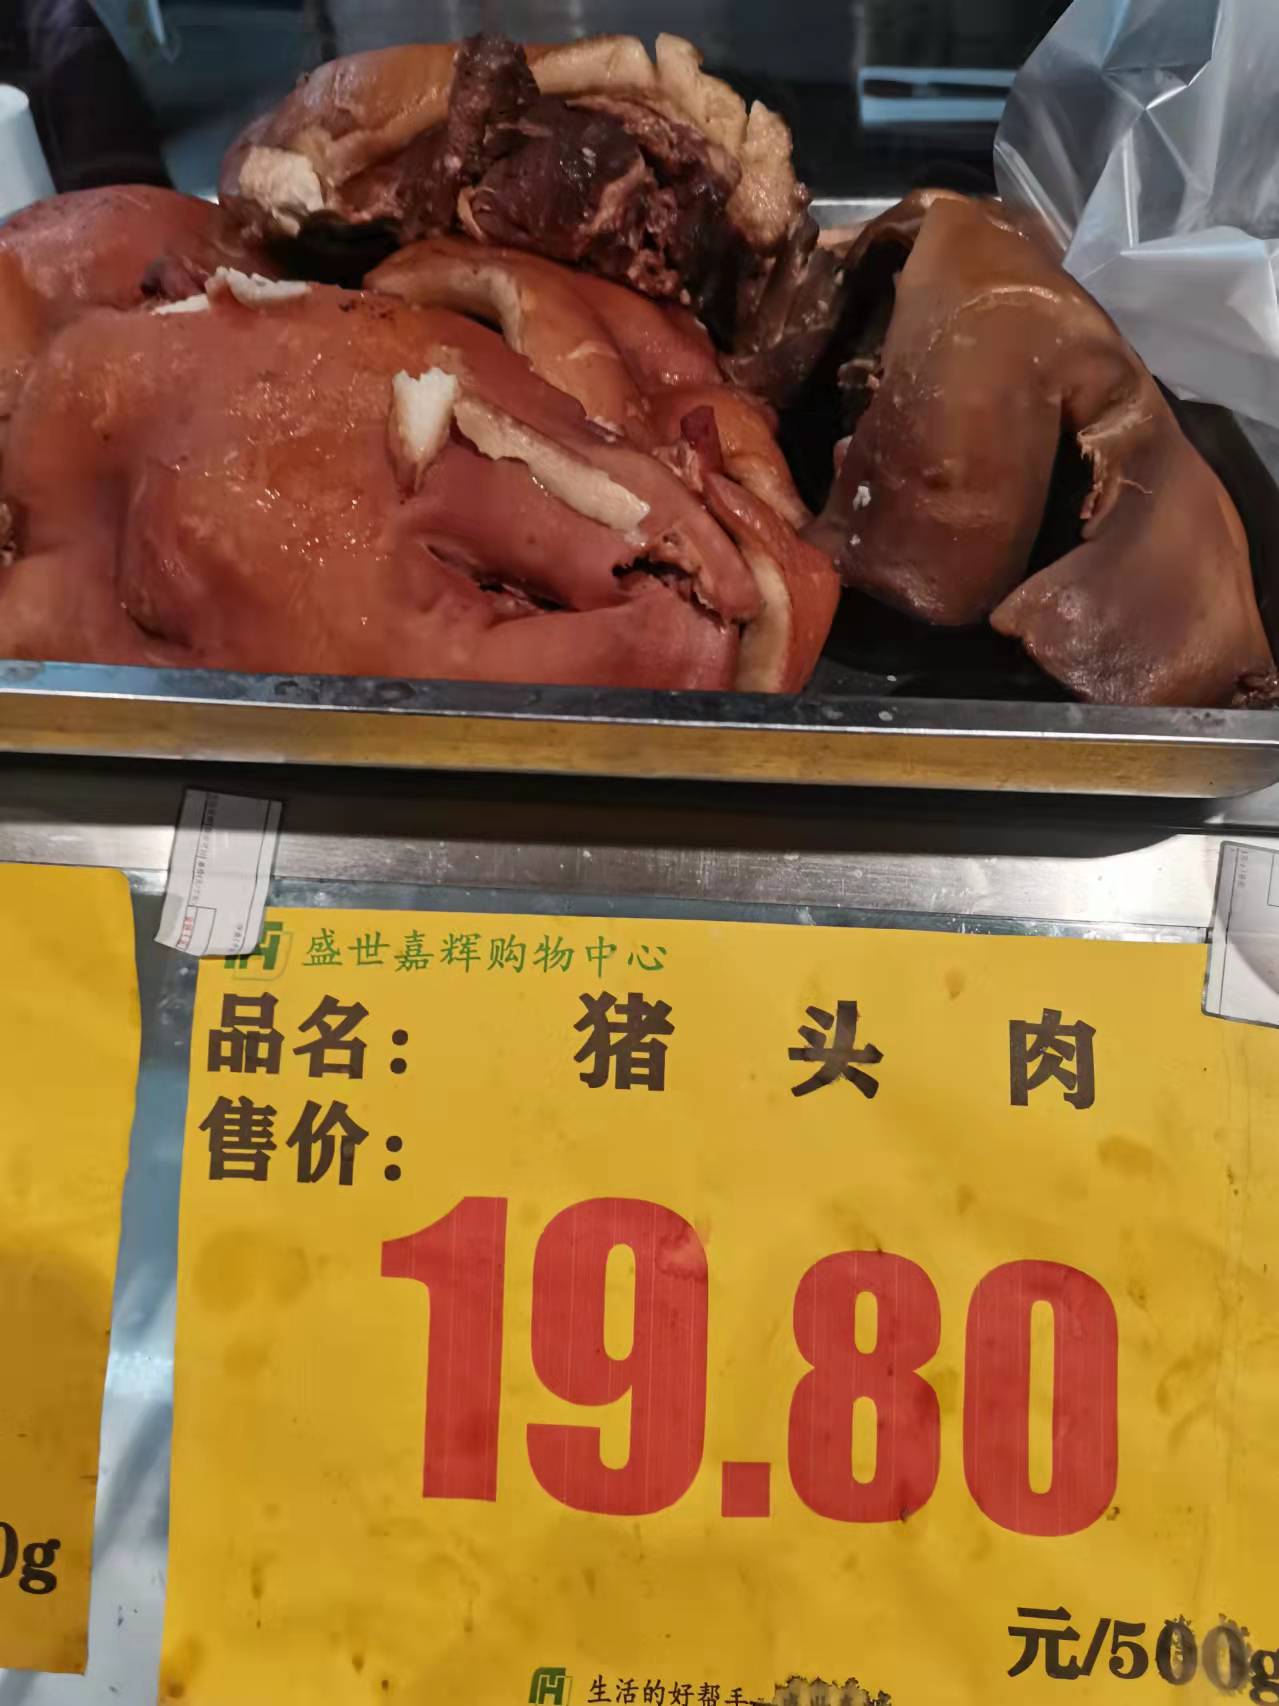 盛世嘉辉购物中心
品名： 猪头肉
售价：
19.80
元/500g
0g
生活的好帮手